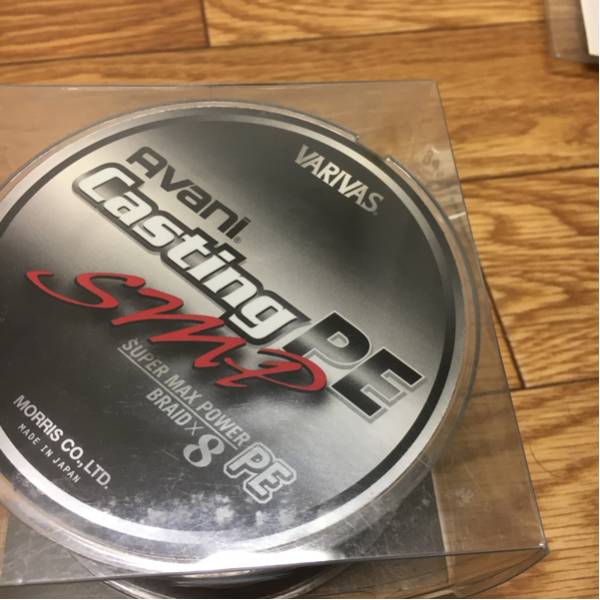 VARIVAS®
Avani®
Casting PE
SMP
SUPER MAX POWER
BRAID×8 PE
MORRIS CO., LTD.
MADE IN JAPAN